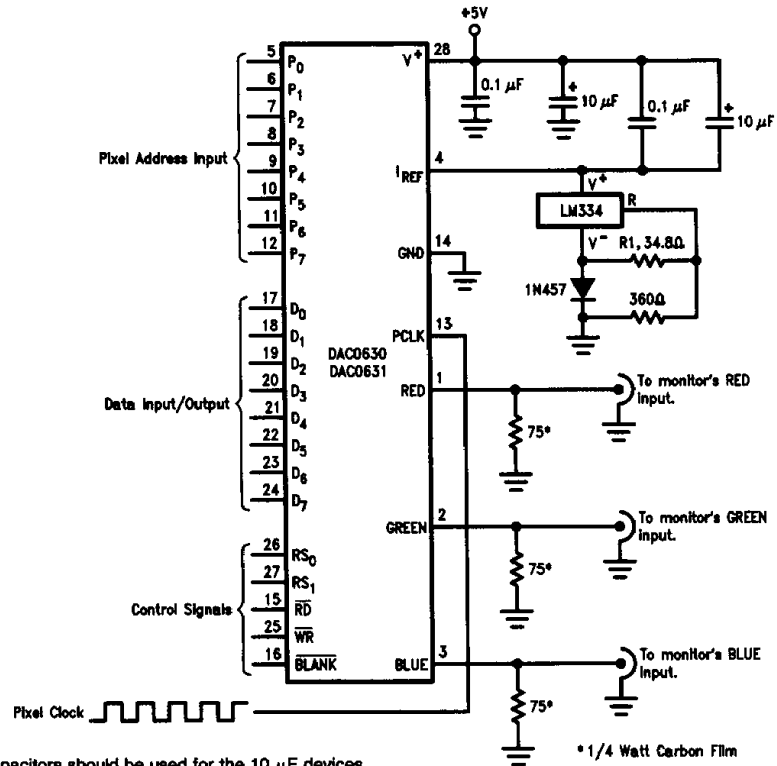 +5V
5 P0 V+ 28
6 P1
7 P2
8 P3
9 P4
10 P5
11 P6
12 P7
Pixel Address Input
0.1 µF
10 µF
0.1 µF
10 µF
+
+
IREF 4
V+
LM334 R
V-
R1, 34.8Ω
1N457
360Ω
GND 14
17 D0
18 D1
19 D2
20 D3
21 D4
22 D5
23 D6
24 D7
Data Input/Output
PCLK 13
DAC0630
DAC0631
RED 1
To monitor's RED
input.
75*
GREEN 2
To monitor's GREEN
input.
75*
26 RS0
27 RS1
15 RD
25 WR
16 BLANK
Control Signals
BLUE 3
To monitor's BLUE
input.
75*
Pixel Clock
*1/4 Watt Carbon Film